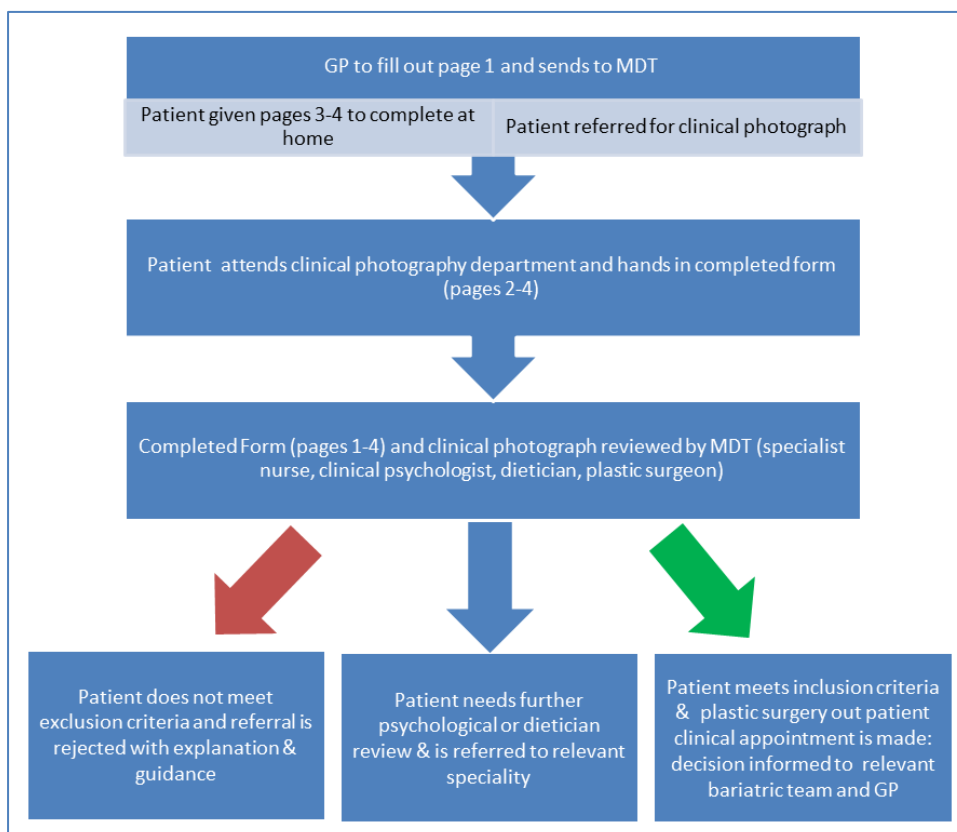 GP to fill out page 1 and sends to MDT
Patient given pages 3-4 to complete at
home
Patient referred for clinical photograph
Patient attends clinical photography department and hands in completed form
(pages 2-4)
Completed Form (pages 1-4) and clinical photograph reviewed by MDT (specialist
nurse, clinical psychologist, dietician, plastic surgeon)
Patient does not meet
exclusion criteria and referral is
rejected with explanation &
guidance
Patient needs further
psychological or dietician
review & is referred to relevant
speciality
Patient meets inclusion criteria
& plastic surgery out patient
clinical appointment is made:
decision informed to relevant
bariatric team and GP